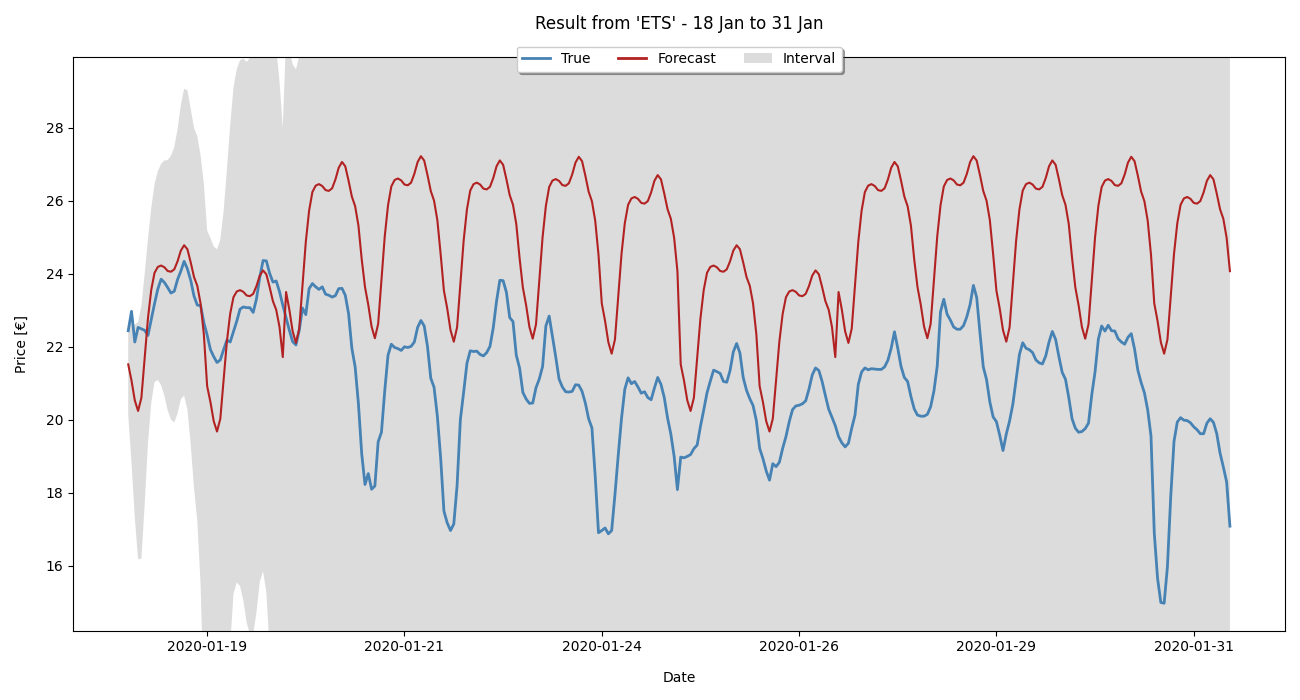 Result from 'ETS' - 18 Jan to 31 Jan
True Forecast Interval
Price [€]
28
26
24
22
20
18
16
2020-01-19 2020-01-21 2020-01-24 2020-01-26 2020-01-29 2020-01-31
Date